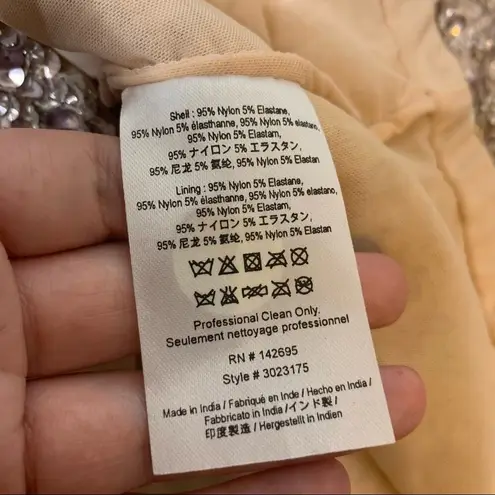 Shell : 95% Nylon 5% Elastane,
95% Nylon 5% élasthanne, 95% Nylon 5% elastano,
95% Nylon 5% Elastam,
95% ナイロン 5% エラスタン,
95% 尼龙 5% 氨纶, 95% Nylon 5% Elastan
Lining : 95% Nylon 5% Elastane,
95% Nylon 5% élasthanne, 95% Nylon 5% elastano,
95% Nylon 5% Elastam,
95% ナイロン 5% エラスタン,
95% 尼龙 5% 氨纶, 95% Nylon 5% Elastan
Professional Clean Only.
Seulement nettoyage professionnel
RN # 142695
Style # 3023175
Made in India / Fabriqué en Inde / Hecho en India /
Fabbricato in India /インド製 /
印度製造 / Hergestellt in Indien